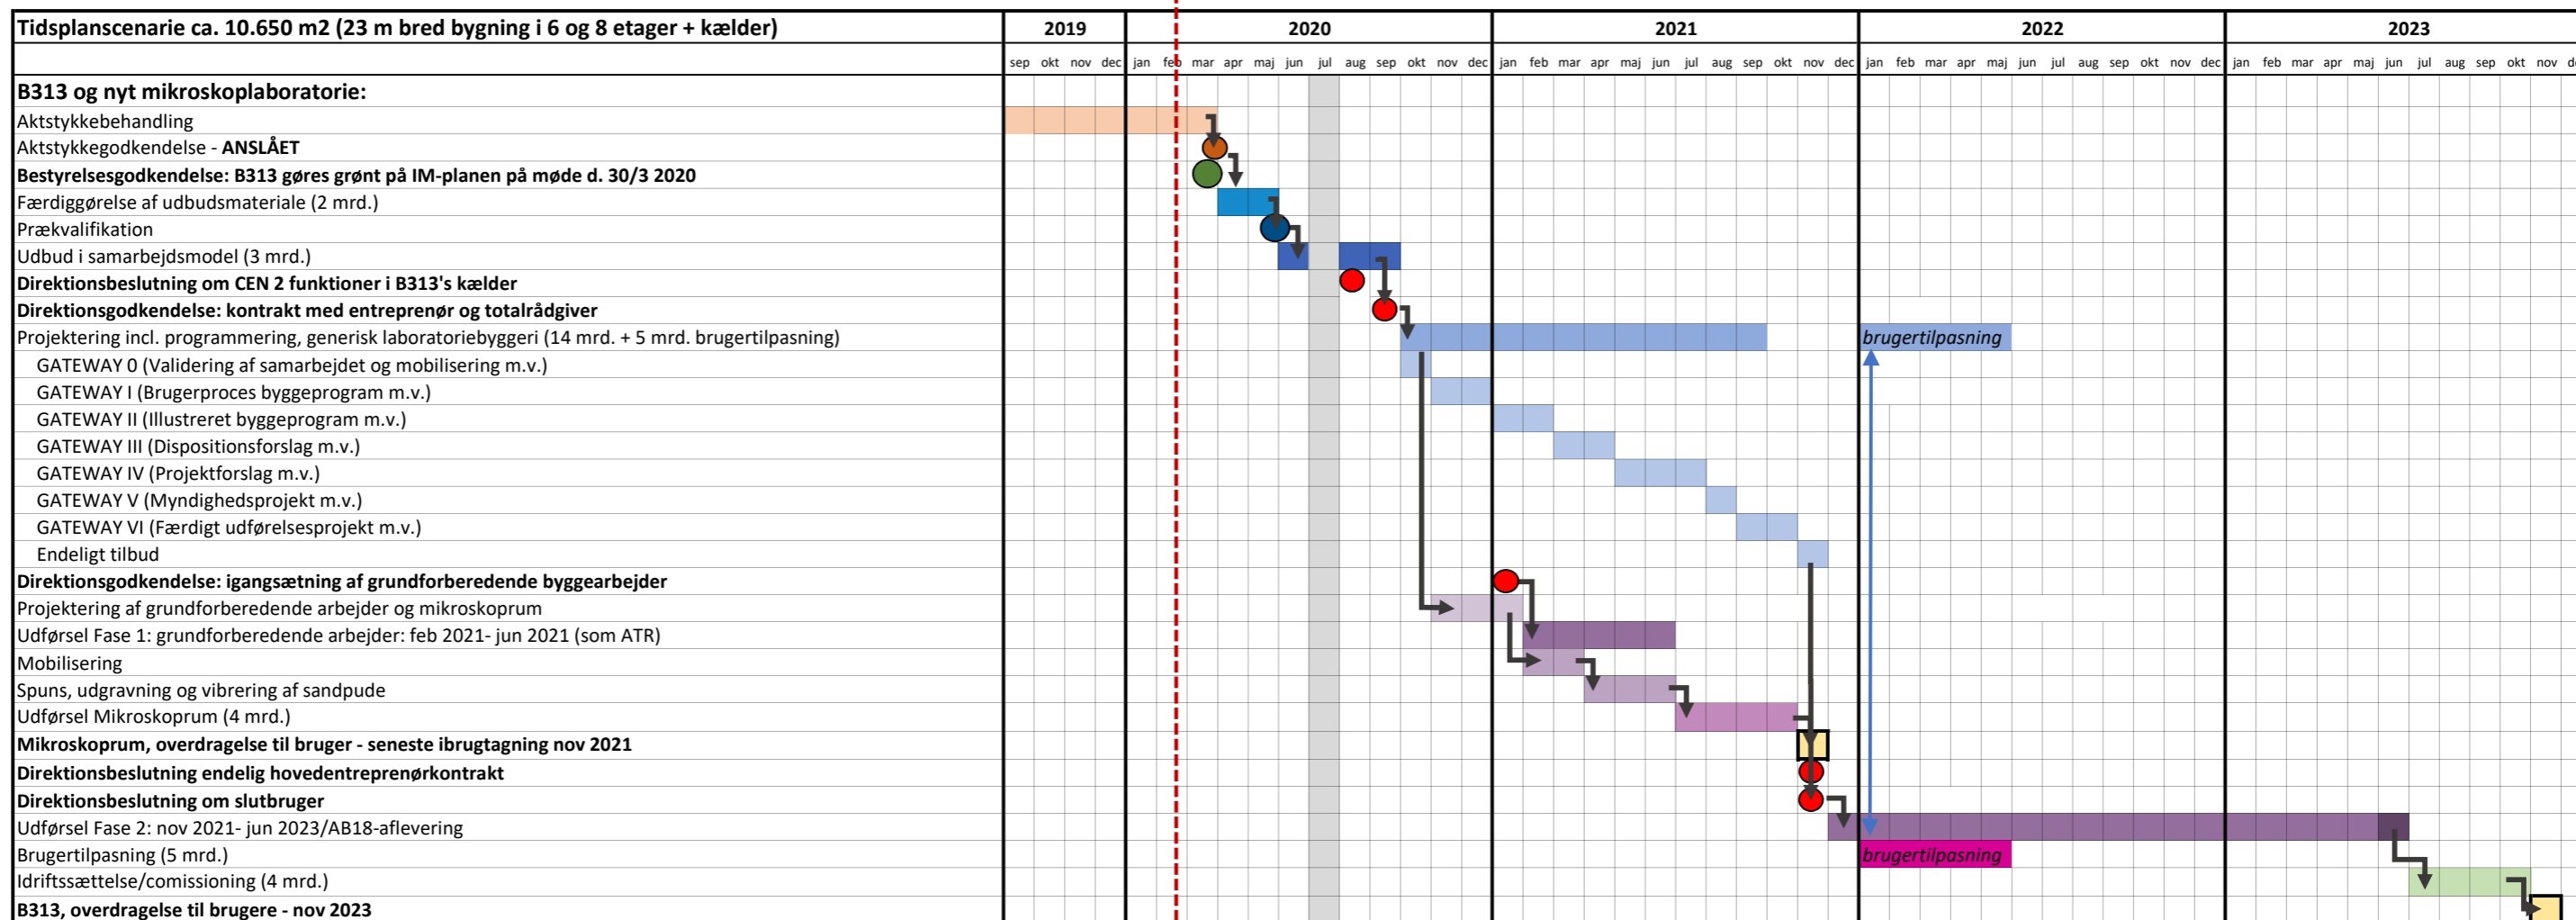 Tidsplanscenarie ca. 10.650 m2 (23 m bred bygning i 6 og 8 etager + kælder) 2019 2020 2021 2022 2023
sep okt nov dec jan feb mar apr maj jun jul aug sep okt nov dec jan feb mar apr maj jun jul aug sep okt nov dec jan feb mar apr maj jun jul aug sep okt nov dec jan feb mar apr maj jun jul aug sep okt nov
B313 og nyt mikroskoplaboratorie:
Aktstykkebehandling
Aktstykkegodkendelse - ANSLÅET
Bestyrelsesgodkendelse: B313 gøres grønt på IM-planen på møde d. 30/3 2020
Færdiggørelse af udbudsmateriale (2 mrd.)
Prækvalifikation
Udbud i samarbejdsmodel (3 mrd.)
Direktionsbeslutning om CEN 2 funktioner i B313's kælder
Direktionsgodkendelse: kontrakt med entreprenør og totalrådgiver
Projektering incl. programmering, generisk laboratoriebyggeri (14 mrd. + 5 mrd. brugertilpasning) brugertilpasning
GATEWAY 0 (Validering af samarbejdet og mobilisering m.v.)
GATEWAY I (Brugerproces byggeprogram m.v.)
GATEWAY II (Illustreret byggeprogram m.v.)
GATEWAY III (Dispositionsforslag m.v.)
GATEWAY IV (Projektforslag m.v.)
GATEWAY V (Myndighedsprojekt m.v.)
GATEWAY VI (Færdigt udførelsesprojekt m.v.)
Endeligt tilbud
Direktionsgodkendelse: igangsætning af grundforberedende byggearbejder
Projektering af grundforberedende arbejder og mikroskoprum
Udførsel Fase 1: grundforberedende arbejder: feb 2021- jun 2021 (som ATR)
Mobilisering
Spuns, udgravning og vibrering af sandpude
Udførsel Mikroskoprum (4 mrd.)
Mikroskoprum, overdragelse til bruger - seneste ibrugtagning nov 2021
Direktionsbeslutning endelig hovedentreprenørkontrakt
Direktionsbeslutning om slutbruger
Udførsel Fase 2: nov 2021- jun 2023/AB18-aflevering
Brugertilpasning (5 mrd.) brugertilpasning
Idriftssættelse/comissioning (4 mrd.)
B313, overdragelse til brugere - nov 2023